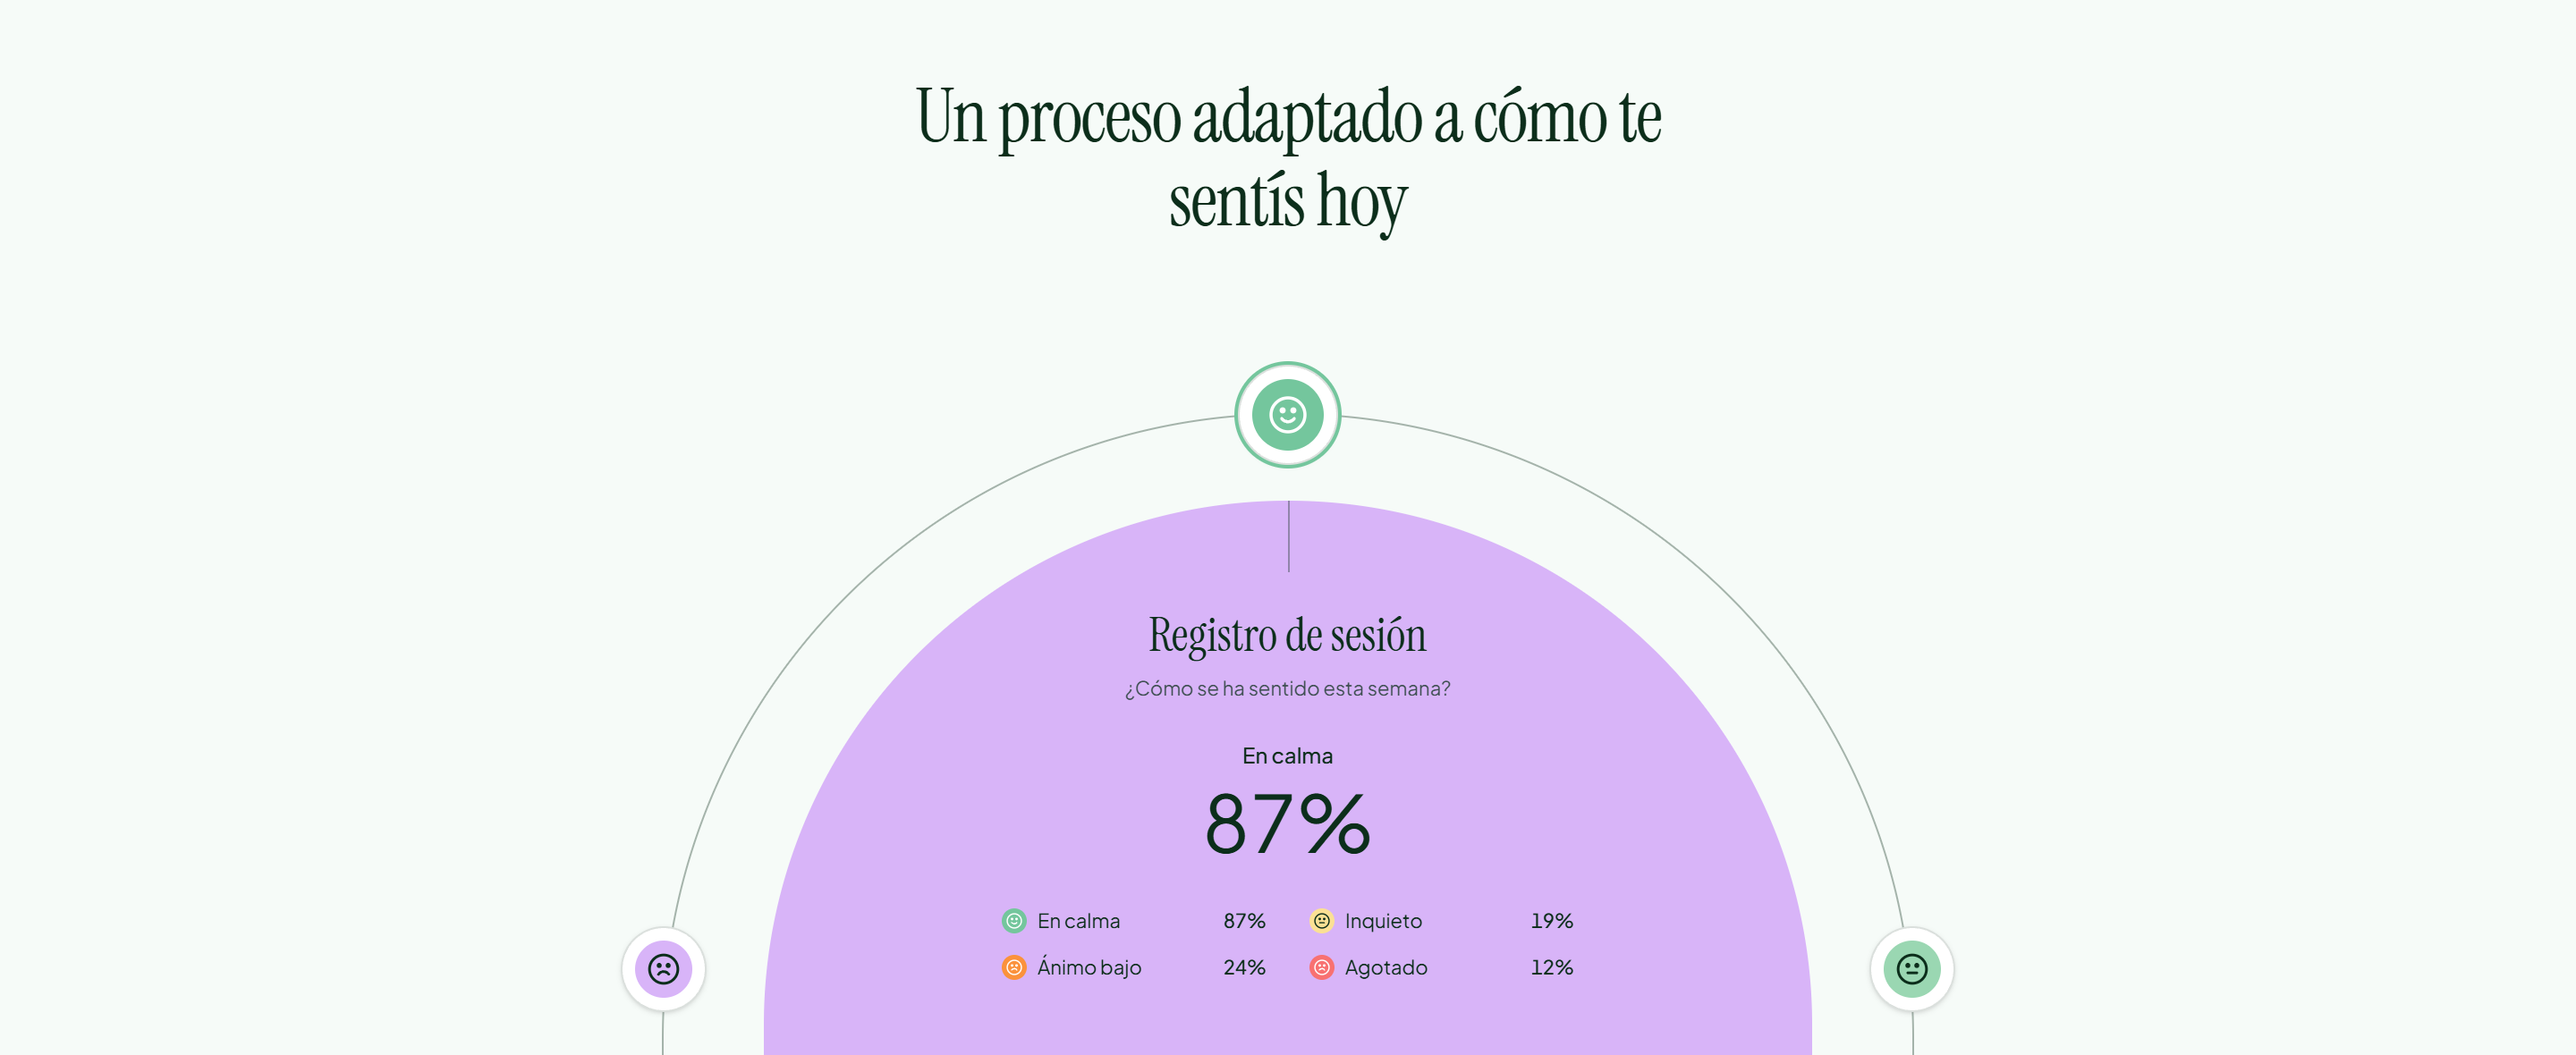 Un proceso adaptado a cómo te
sentís hoy
Registro de sesión
¿Cómo se ha sentido esta semana?
En calma
87%
En calma 87% Inquieto 19%
Ánimo bajo 24% Agotado 12%